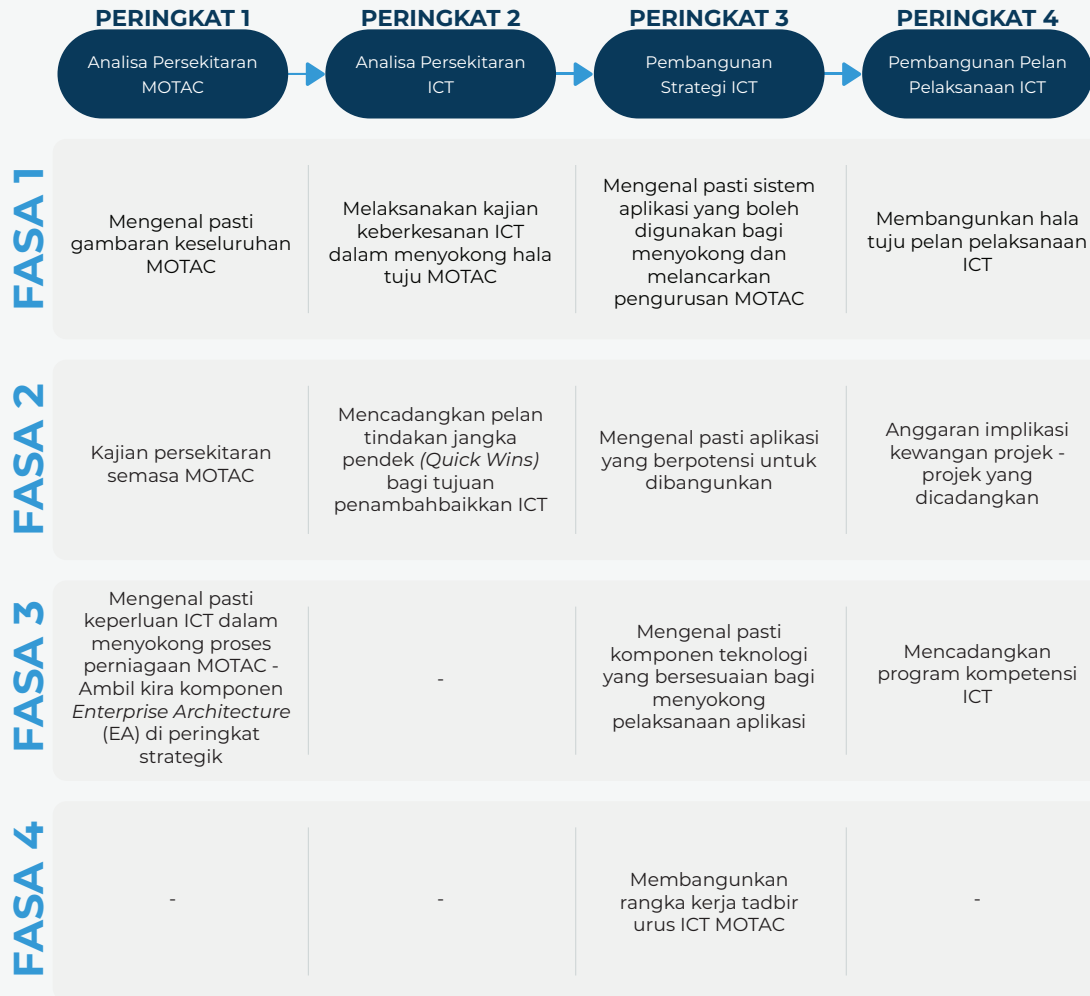 PERINGKAT 1
PERINGKAT 2
PERINGKAT 3
PERINGKAT 4
Analisa Persekitaran
MOTAC
Analisa Persekitaran
ICT
Pembangunan
Strategi ICT
Pembangunan Pelan
Pelaksanaan ICT
FASA 1
Mengenal pasti
gambaran keseluruhan
MOTAC
Melaksanakan kajian
keberkesanan ICT
dalam menyokong hala
tuju MOTAC
Mengenal pasti sistem
aplikasi yang boleh
digunakan bagi
menyokong dan
melancarkan
pengurusan MOTAC
Membangunkan hala
tuju pelan pelaksanaan
ICT
FASA 2
Kajian persekitaran
semasa MOTAC
Mencadangkan pelan
tindakan jangka
pendek (Quick Wins)
bagi tujuan
penambahbaikkan ICT
Mengenal pasti aplikasi
yang berpotensi untuk
dibangunkan
Anggaran implikasi
kewangan projek -
projek yang
dicadangkan
FASA 3
Mengenal pasti
keperluan ICT dalam
menyokong proses
perniagaan MOTAC -
Ambil kira komponen
Enterprise Architecture
(EA) di peringkat
strategik
-
Mengenal pasti
komponen teknologi
yang bersesuaian bagi
menyokong
pelaksanaan aplikasi
Mencadangkan
program kompetensi
ICT
FASA 4
-
-
Membangunkan
rangka kerja tadbir
urus ICT MOTAC
-